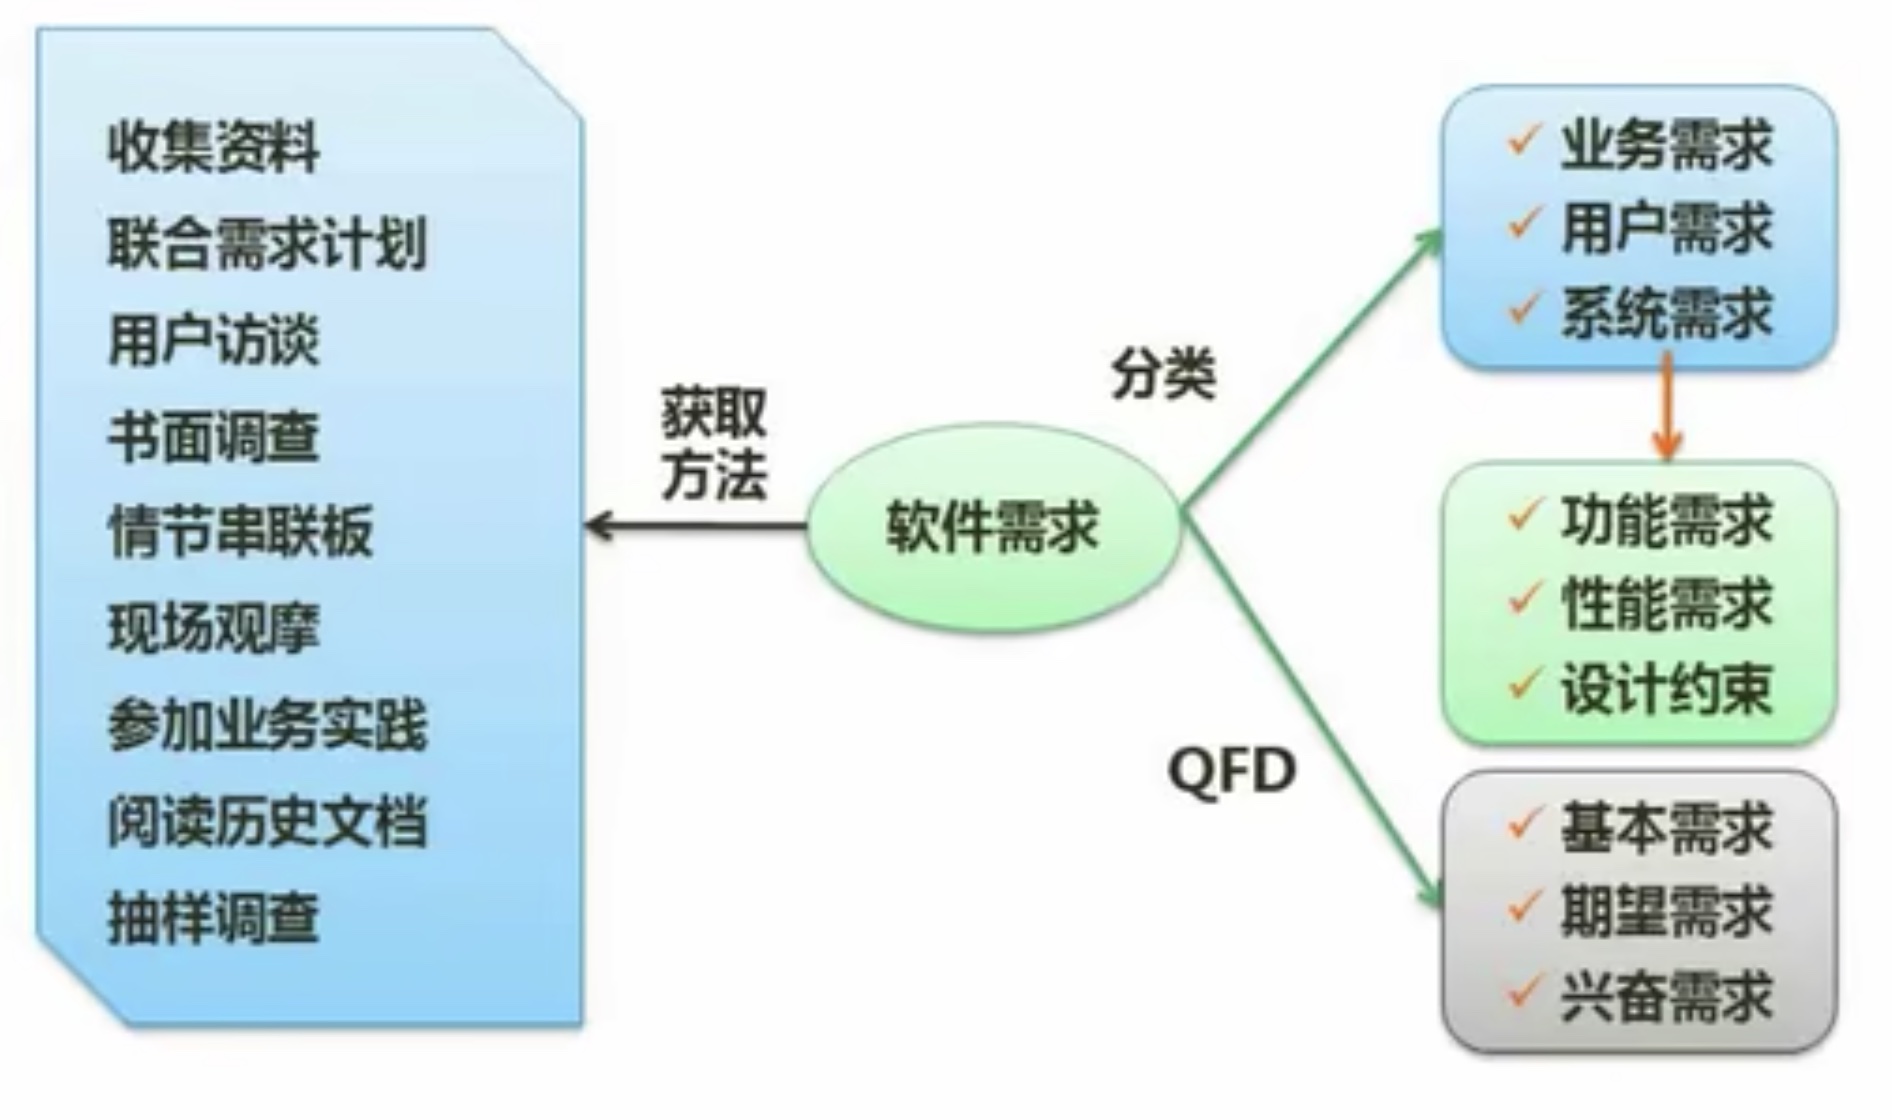 收集资料
联合需求计划
用户访谈
书面调查
情节串联板
现场观摩
参加业务实践
阅读历史文档
抽样调查
获取
方法
软件需求
分类
QFD
业务需求
用户需求
系统需求
功能需求
性能需求
设计约束
基本需求
期望需求
兴奋需求